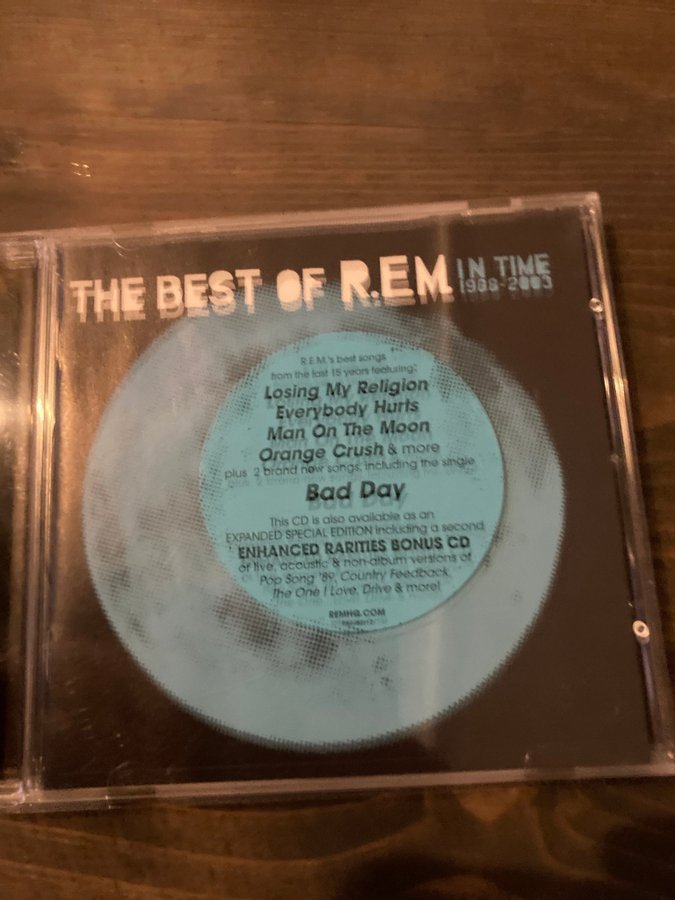 THE BEST OF R.E.M.
IN TIME
1988-2003
R.E.M.'s best songs
from the last 15 years featuring:
Losing My Religion
Everybody Hurts
Man On The Moon
Orange Crush & more
plus 2 brand new songs, including the single
Bad Day
This CD is also available as an
EXPANDED SPECIAL EDITION including a second
ENHANCED RARITIES BONUS CD
of live, acoustic & non-album versions of
Pop Song '89, Country Feedback,
The One I Love, Drive & more!
REMHQ.COM